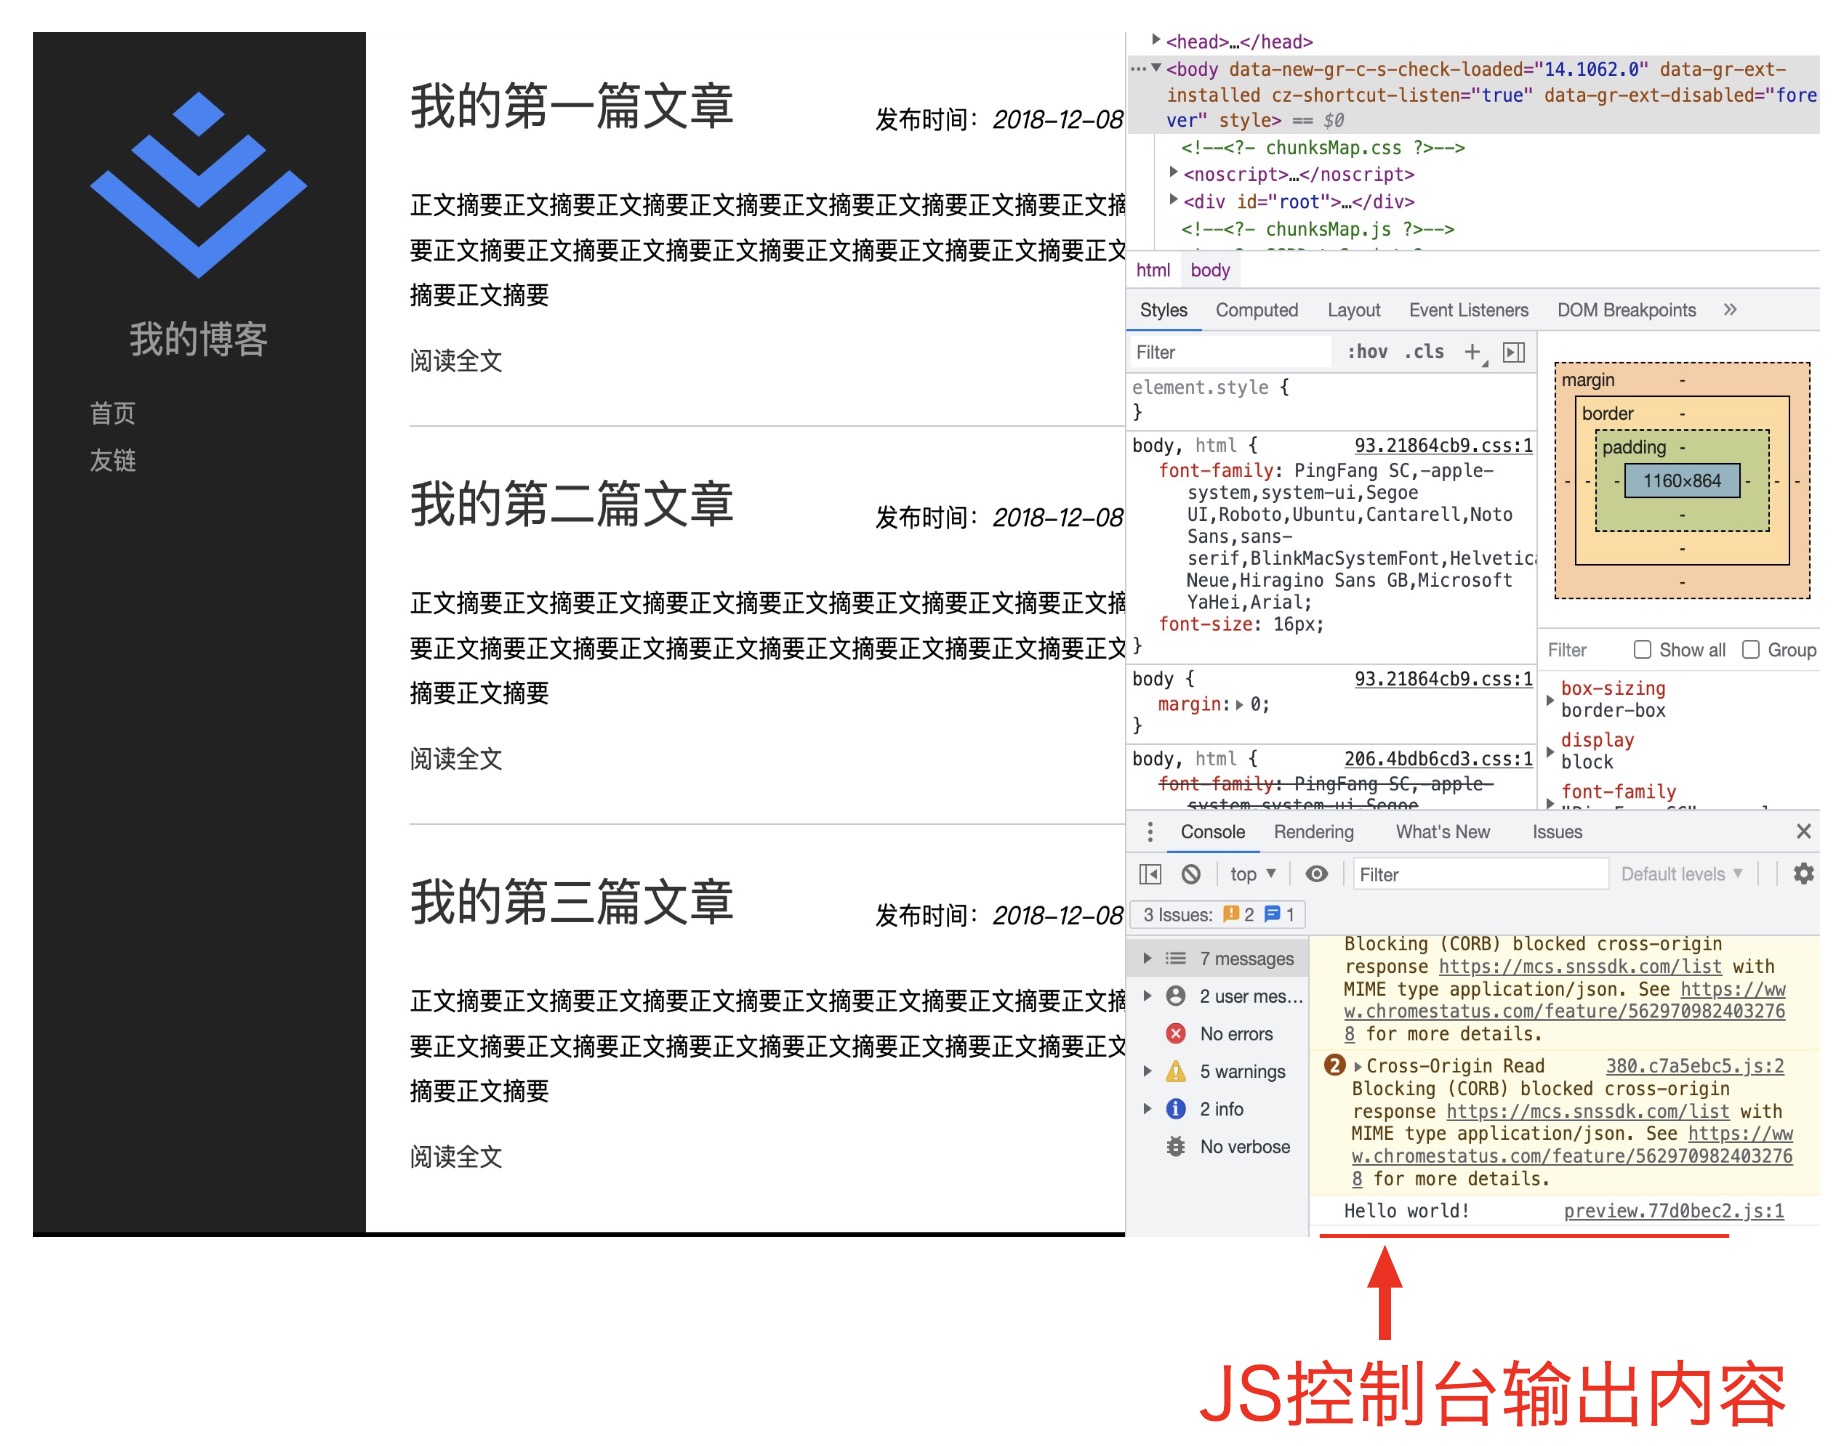 我的博客
首页
友链
我的第一篇文章
发布时间：2018-12-08
正文摘要正文摘要正文摘要正文摘要正文摘要正文摘要正文摘要正文摘
要正文摘要正文摘要正文摘要正文摘要正文摘要正文摘要正文摘要正文
摘要正文摘要
阅读全文
我的第二篇文章
发布时间：2018-12-08
正文摘要正文摘要正文摘要正文摘要正文摘要正文摘要正文摘要正文摘
要正文摘要正文摘要正文摘要正文摘要正文摘要正文摘要正文摘要正文
摘要正文摘要
阅读全文
我的第三篇文章
发布时间：2018-12-08
正文摘要正文摘要正文摘要正文摘要正文摘要正文摘要正文摘要正文摘
要正文摘要正文摘要正文摘要正文摘要正文摘要正文摘要正文摘要正文
摘要正文摘要
阅读全文
<head>…</head>
<body data-new-gr-c-s-check-loaded="14.1062.0" data-gr-ext-
installed cz-shortcut-listen="true" data-gr-ext-disabled="fore
ver" style> == $0
<!--<?- chunksMap.css ?>-->
<noscript>…</noscript>
<div id="root">…</div>
<!--<?- chunksMap.js ?>-->
html body
Styles Computed Layout Event Listeners DOM Breakpoints »
Filter :hov .cls +
element.style {
}
body, html { 93.21864cb9.css:1
font-family: PingFang SC,-apple-
system,system-ui,Segoe
UI,Roboto,Ubuntu,Cantarell,Noto
Sans,sans-
serif,BlinkMacSystemFont,Helvetica
Neue,Hiragino Sans GB,Microsoft
YaHei,Arial;
font-size: 16px;
}
body { 93.21864cb9.css:1
margin: 0;
}
body, html { 206.4bdb6cd3.css:1
font-family: PingFang SC,-apple-
system,system-ui,Segoe
margin -
border -
padding -
- - - 1160×864 - - -
-
-
-
Filter Show all Group
box-sizing
border-box
display
block
font-family
Console Rendering What's New Issues
top Filter Default levels
3 Issues: 2 1
7 messages
2 user mes...
No errors
5 warnings
2 info
No verbose
Blocking (CORB) blocked cross-origin
response https://mcs.snssdk.com/list with
MIME type application/json. See https://ww
w.chromestatus.com/feature/562970982403276
8 for more details.
2 Cross-Origin Read 380.c7a5ebc5.js:2
Blocking (CORB) blocked cross-origin
response https://mcs.snssdk.com/list with
MIME type application/json. See https://ww
w.chromestatus.com/feature/562970982403276
8 for more details.
Hello world! preview.77d0bec2.js:1
JS控制台输出内容